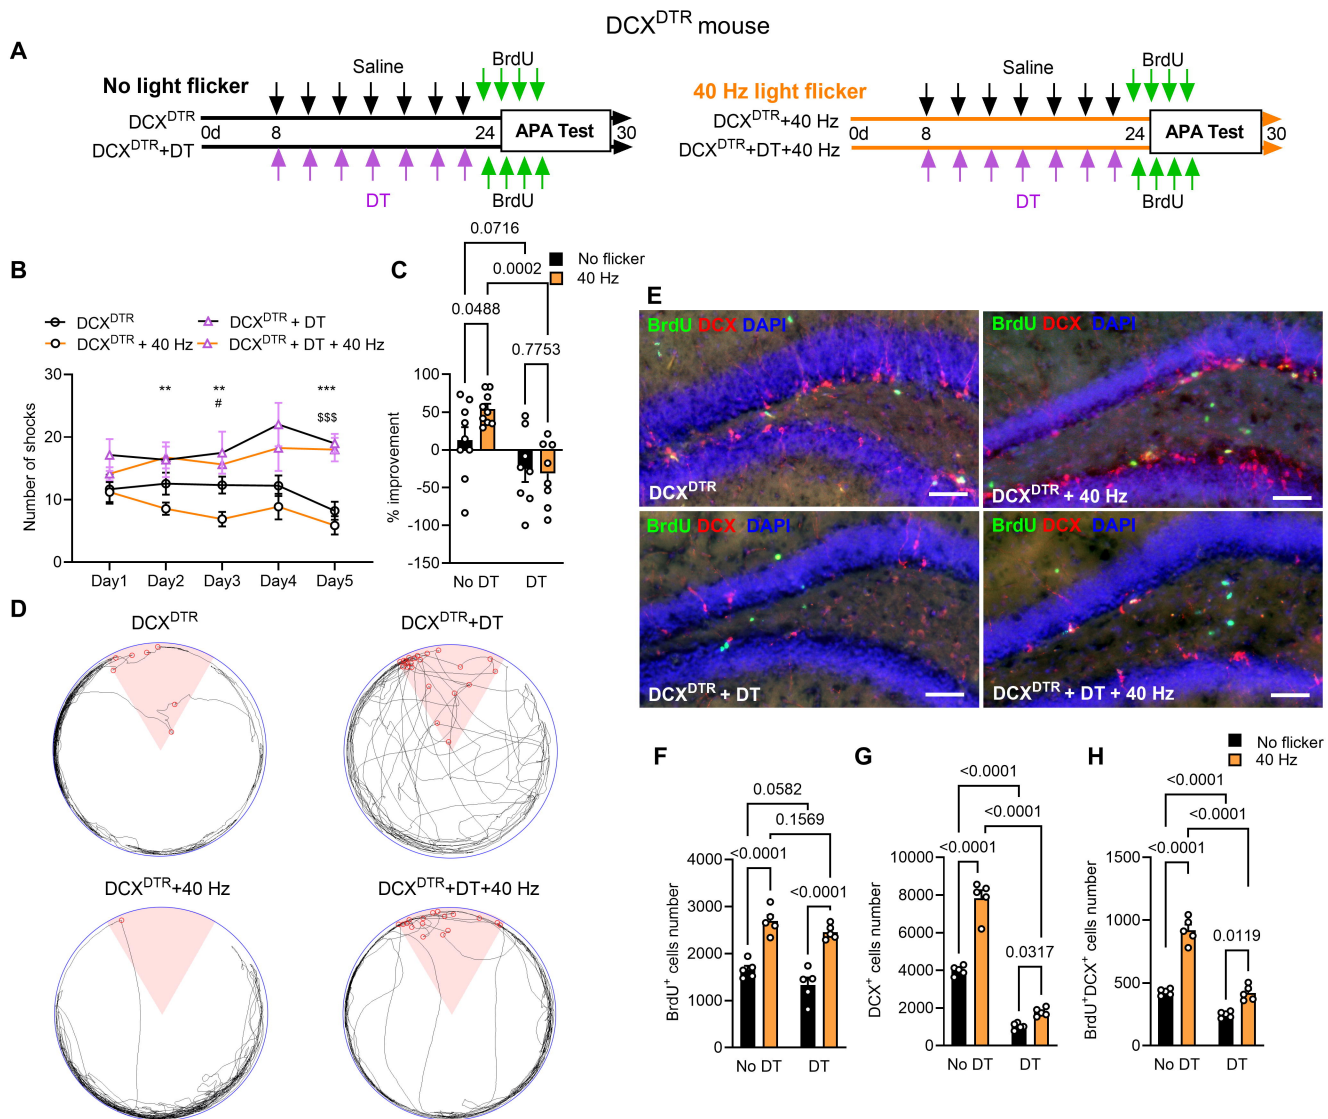 DCX^DTR mouse
A
No light flicker
Saline
BrdU
DCX^DTR
0d
8
24
APA Test
30
DCX^DTR+DT
DT
BrdU
40 Hz light flicker
Saline
BrdU
DCX^DTR+40 Hz
0d
8
24
APA Test
30
DCX^DTR+DT+40 Hz
DT
BrdU
B
DCX^DTR
DCX^DTR + DT
DCX^DTR + 40 Hz
DCX^DTR + DT + 40 Hz
Number of shocks
30
20
10
0
**
**
#
***
$$$
Day1
Day2
Day3
Day4
Day5
C
No flicker
40 Hz
0.0716
0.0002
0.0488
0.7753
% improvement
100
50
0
-50
-100
-150
No DT
DT
D
DCX^DTR
DCX^DTR+DT
DCX^DTR+40 Hz
DCX^DTR+DT+40 Hz
E
BrdU DCX DAPI
DCX^DTR
BrdU DCX DAPI
DCX^DTR + 40 Hz
BrdU DCX DAPI
DCX^DTR + DT
BrdU DCX DAPI
DCX^DTR + DT + 40 Hz
No flicker
40 Hz
F
0.0582
0.1569
<0.0001
<0.0001
BrdU+ cells number
4000
3000
2000
1000
0
No DT
DT
G
<0.0001
<0.0001
<0.0001
0.0317
DCX+ cells number
10000
8000
6000
4000
2000
0
No DT
DT
H
<0.0001
<0.0001
<0.0001
0.0119
BrdU+DCX+ cells number
1500
1000
500
0
No DT
DT